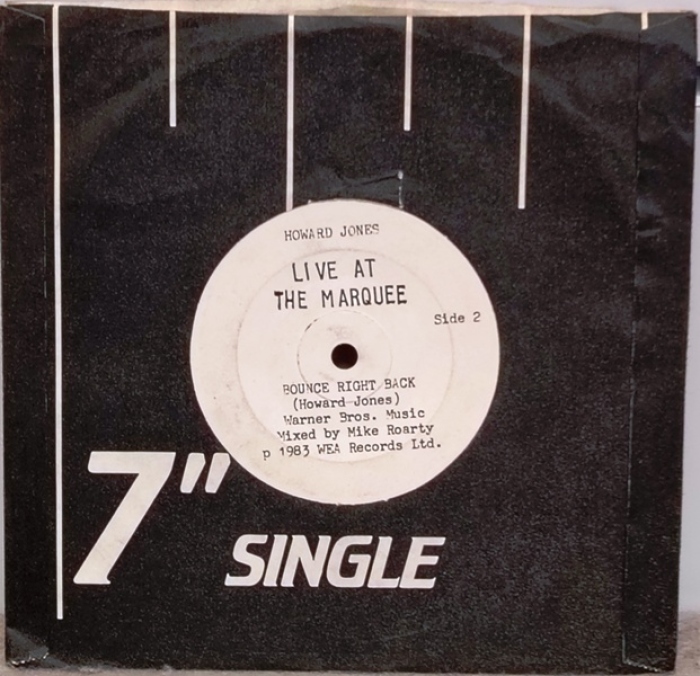 HOWARD JONES
LIVE AT
THE MARQUEE
Side 2
BOUNCE RIGHT BACK
(Howard Jones)
Warner Bros. Music
Mixed by Mike Roarty
p 1983 WEA Records Ltd.
7" SINGLE